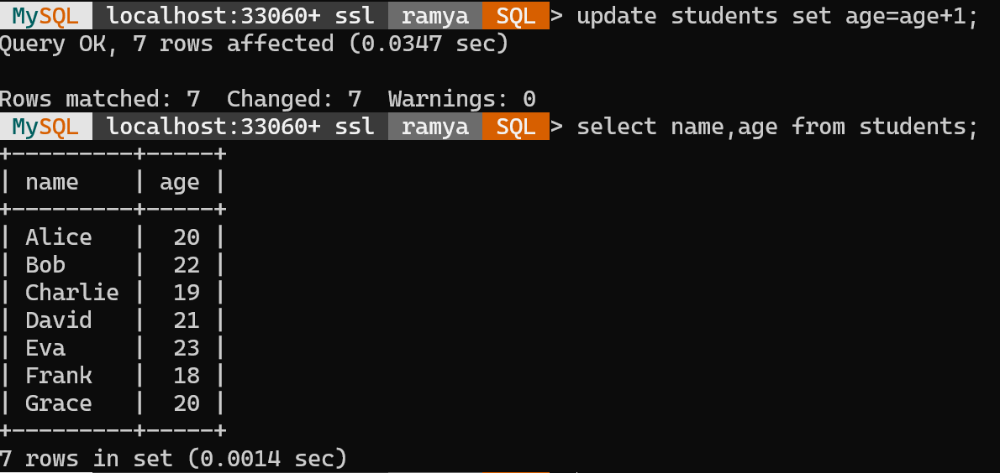 MySQL localhost:33060+ ssl ramya SQL > update students set age=age+1;
Query OK, 7 rows affected (0.0347 sec)

Rows matched: 7  Changed: 7  Warnings: 0
MySQL localhost:33060+ ssl ramya SQL > select name,age from students;
+---------+-----+
| name    | age |
+---------+-----+
| Alice   |  20 |
| Bob     |  22 |
| Charlie |  19 |
| David   |  21 |
| Eva     |  23 |
| Frank   |  18 |
| Grace   |  20 |
+---------+-----+
7 rows in set (0.0014 sec)